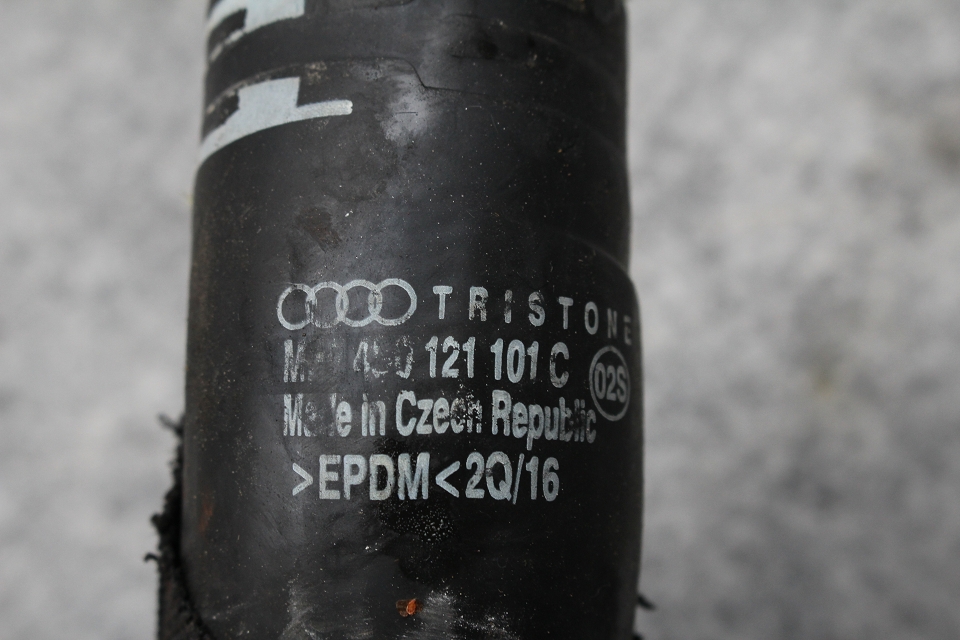 TRISTONE
121 101 C
02S
Made in Czech Republic
>EPDM<2Q/16